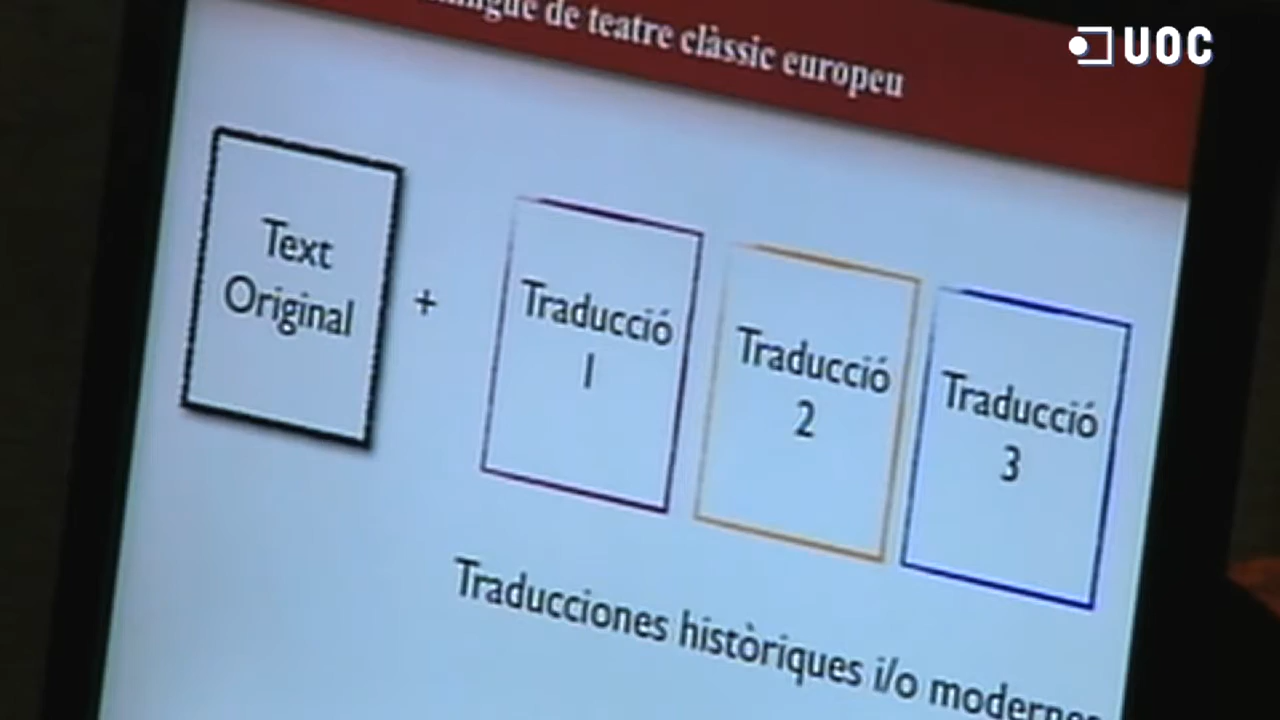 de teatre clàssic europeu
UOC
Text
Original
+
Traducció
1
Traducció
2
Traducció
3
Traducciones històriques i/o